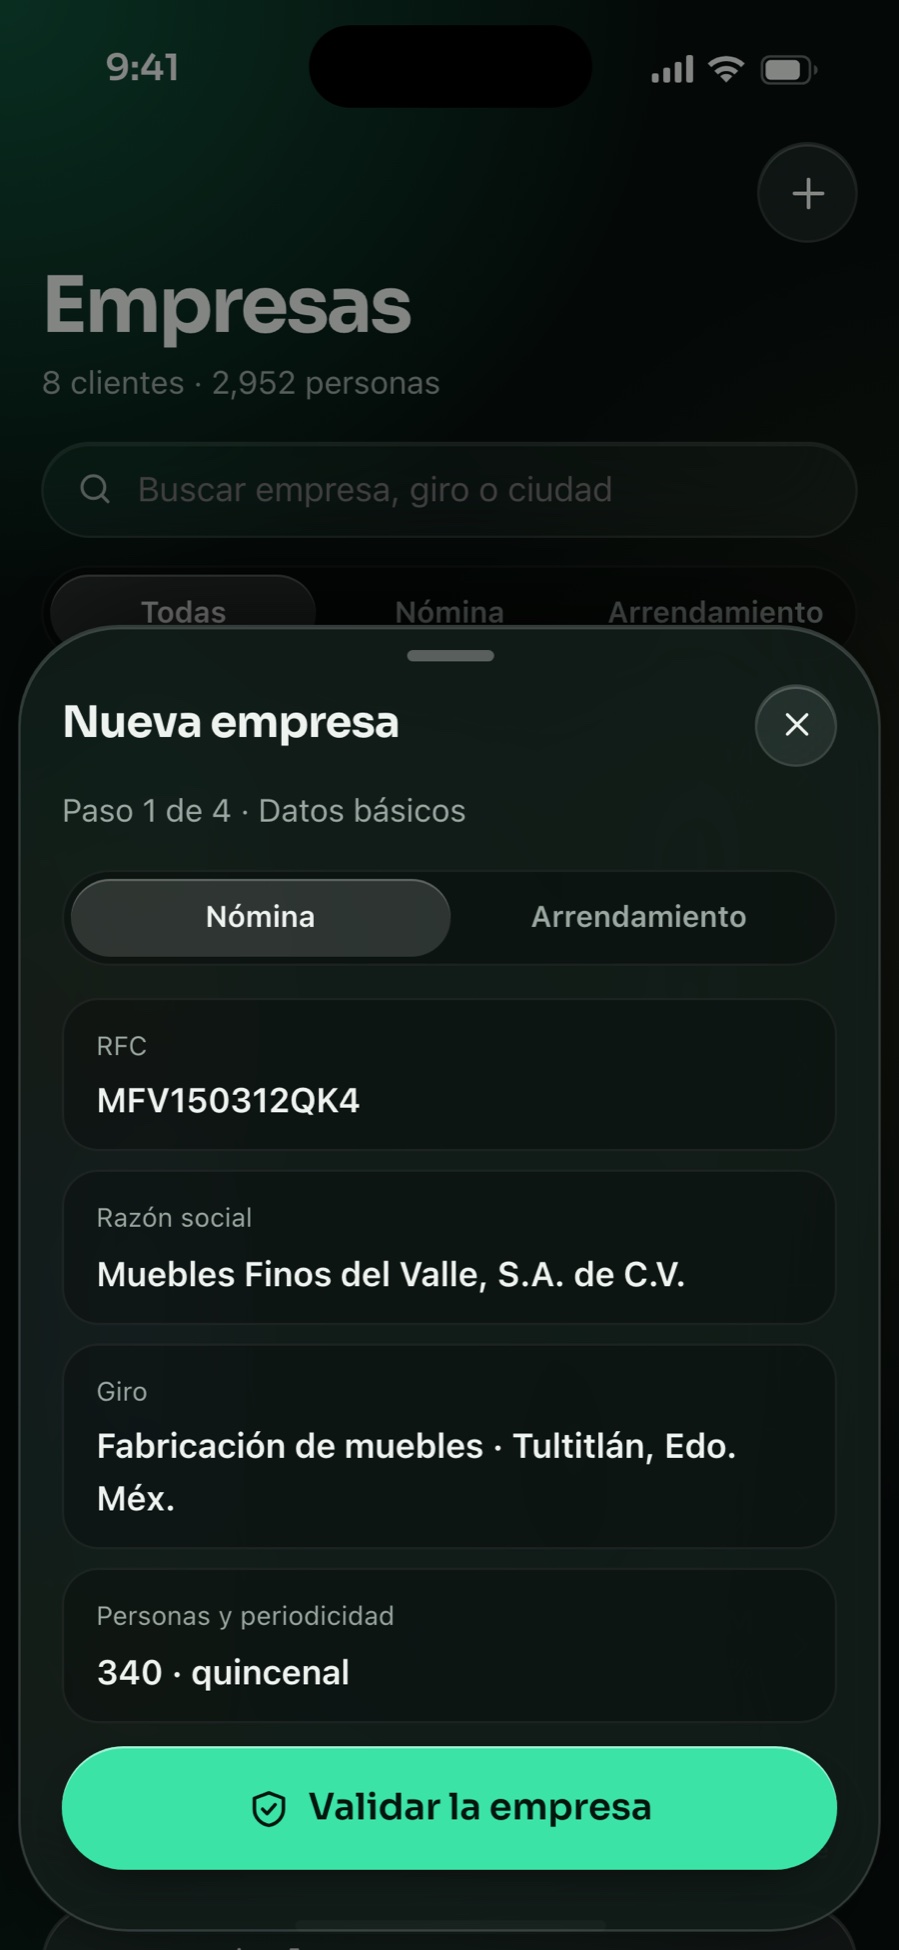 9:41
Empresas
8 clientes · 2,952 personas
Buscar empresa, giro o ciudad
Todas
Nómina
Arrendamiento
Nueva empresa
Paso 1 de 4 · Datos básicos
Nómina
Arrendamiento
RFC
MFV150312QK4
Razón social
Muebles Finos del Valle, S.A. de C.V.
Giro
Fabricación de muebles · Tultitlán, Edo.
Méx.
Personas y periodicidad
340 · quincenal
Validar la empresa